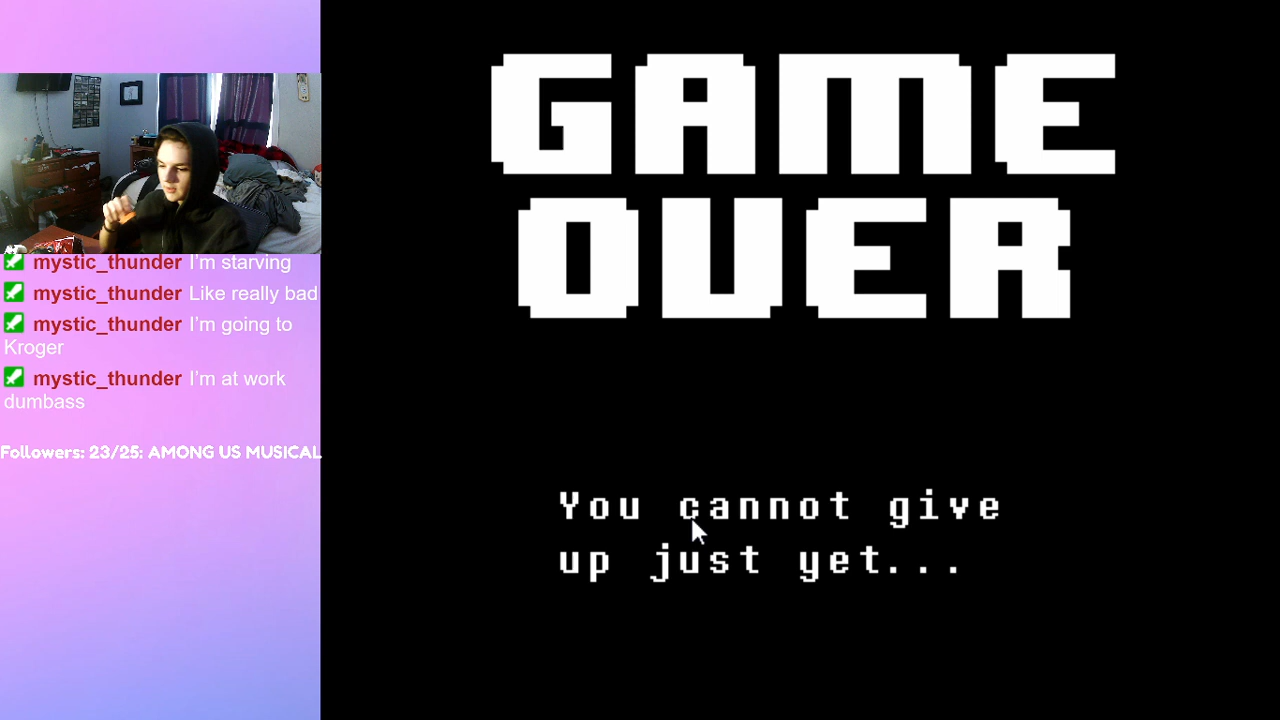 GAME
OVER
You cannot give
up just yet...
mystic_thunder I'm starving
mystic_thunder Like really bad
mystic_thunder I'm going to
Kroger
mystic_thunder I'm at work
dumbass
Followers: 23/25: AMONG US MUSICAL